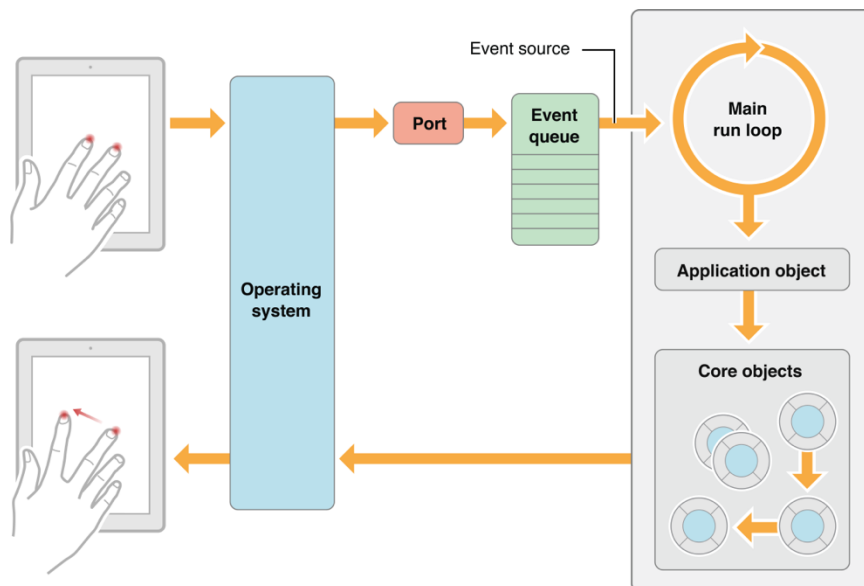 Event source
Port
Event
queue
Main
run loop
Application object
Operating
system
Core objects